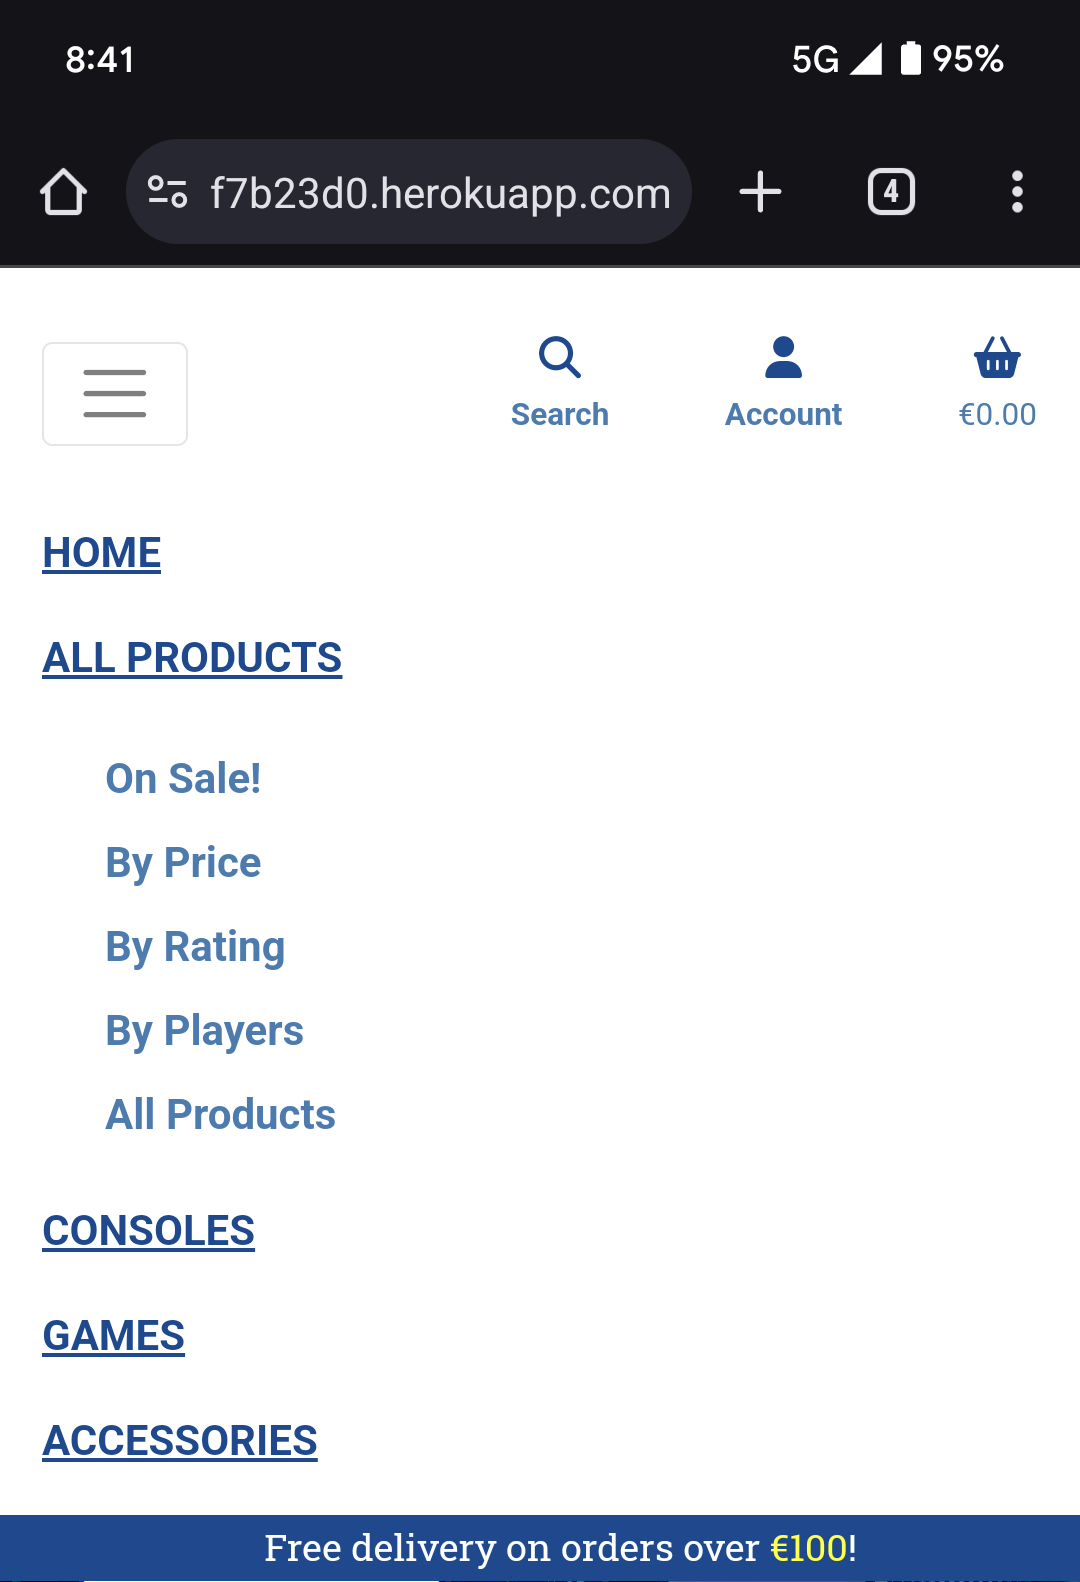 8:41 5G 95%
f7b23d0.herokuapp.com 4
Search Account €0.00
HOME
ALL PRODUCTS
On Sale!
By Price
By Rating
By Players
All Products
CONSOLES
GAMES
ACCESSORIES
Free delivery on orders over €100!